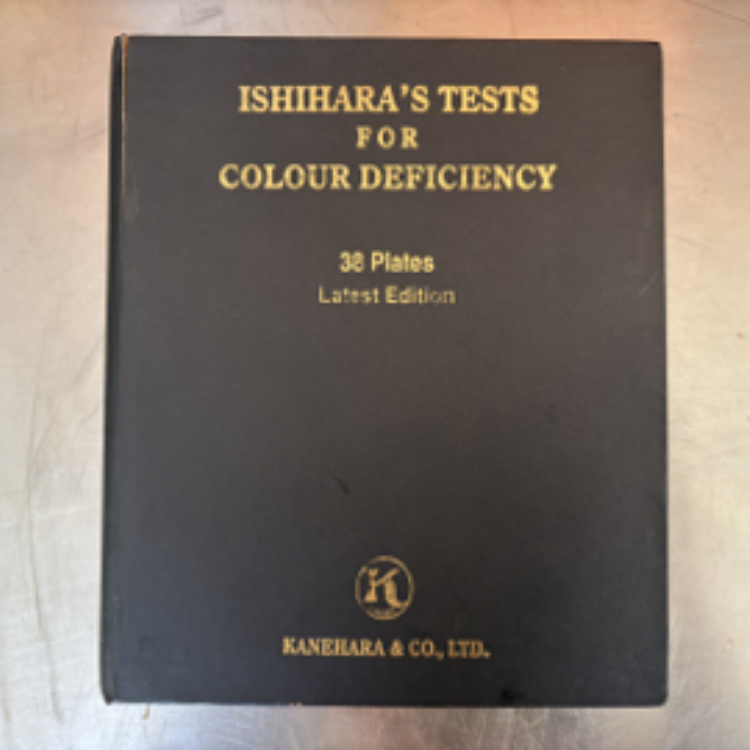 ISHIHARA'S TESTS
FOR
COLOUR DEFICIENCY
38 Plates
Latest Edition
K
KANEHARA & CO., LTD.